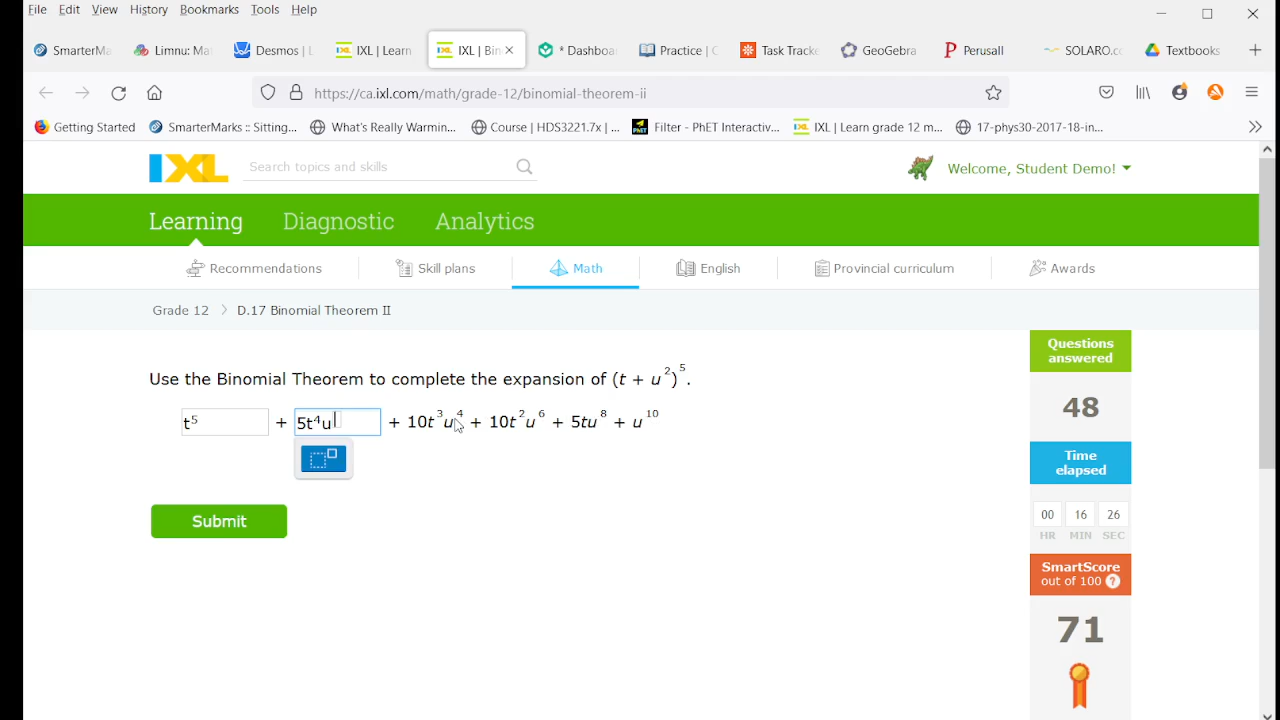 File Edit View History Bookmarks Tools Help
SmarterMa Limnu: Ma Desmos | L IXL | Learn IXL | Bin * Dashboa Practice | C Task Tracke GeoGebra Perusall SOLARO.co Textbooks
https://ca.ixl.com/math/grade-12/binomial-theorem-ii
Getting Started SmarterMarks :: Sitting... What's Really Warmin... Course | HDS3221.7x | ... Filter - PhET Interactiv... IXL | Learn grade 12 m... 17-phys30-2017-18-in...
IXL Search topics and skills Welcome, Student Demo!
Learning Diagnostic Analytics
Recommendations Skill plans Math English Provincial curriculum Awards
Grade 12 > D.17 Binomial Theorem II
Questions
answered
48
Use the Binomial Theorem to complete the expansion of (t + u²)⁵.
t⁵ + 5t⁴u + 10t³u⁴ + 10t²u⁶ + 5tu⁸ + u¹⁰
Submit
Time
elapsed
00 16 26
HR MIN SEC
SmartScore
out of 100 ?
71